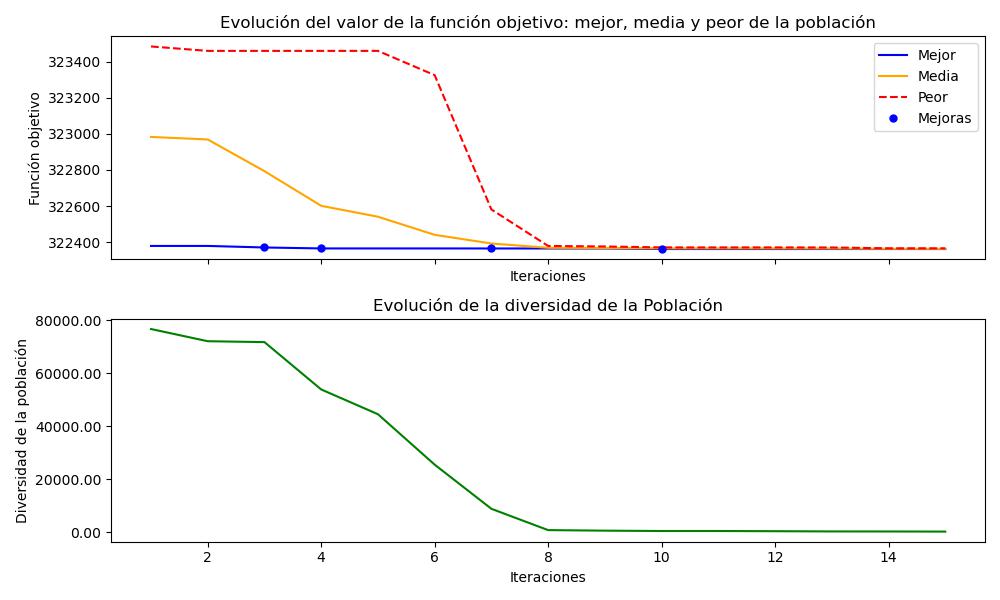 Evolución del valor de la función objetivo: mejor, media y peor de la población
Función objetivo
323400
323200
323000
322800
322600
322400
Mejor
Media
Peor
Mejoras
Iteraciones
Evolución de la diversidad de la Población
Diversidad de la población
80000.00
60000.00
40000.00
20000.00
0.00
2 4 6 8 10 12 14
Iteraciones